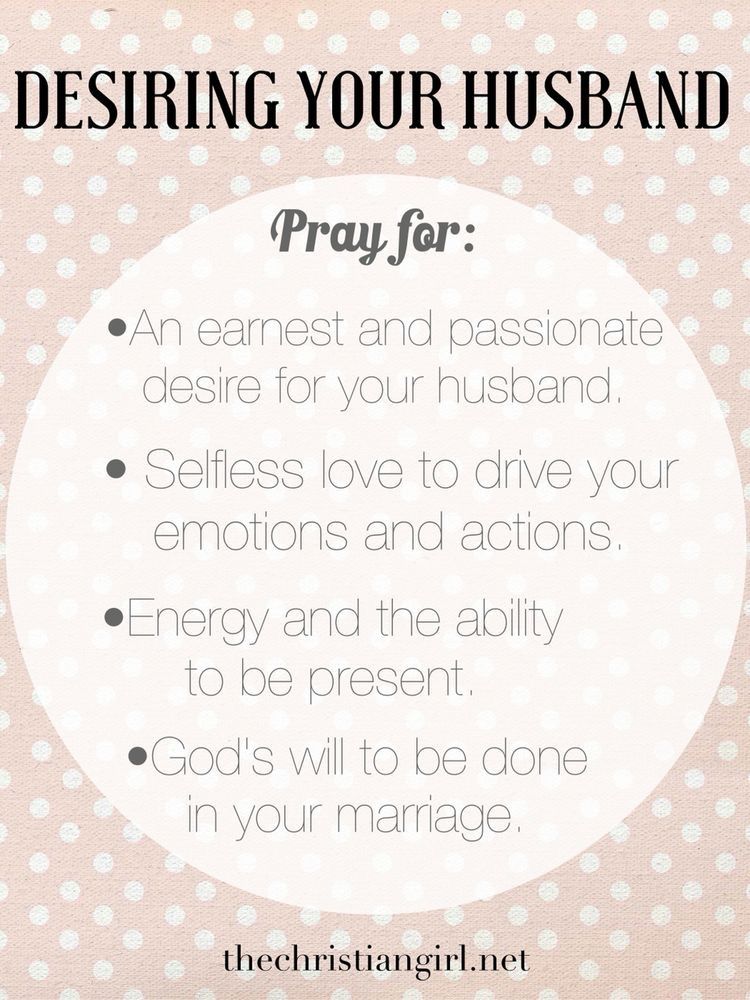 DESIRING YOUR HUSBAND
Pray for:
•An earnest and passionate
desire for your husband.
• Selfless love to drive your
emotions and actions.
•Energy and the ability
to be present.
•God's will to be done
in your marriage.
thechristiangirl.net